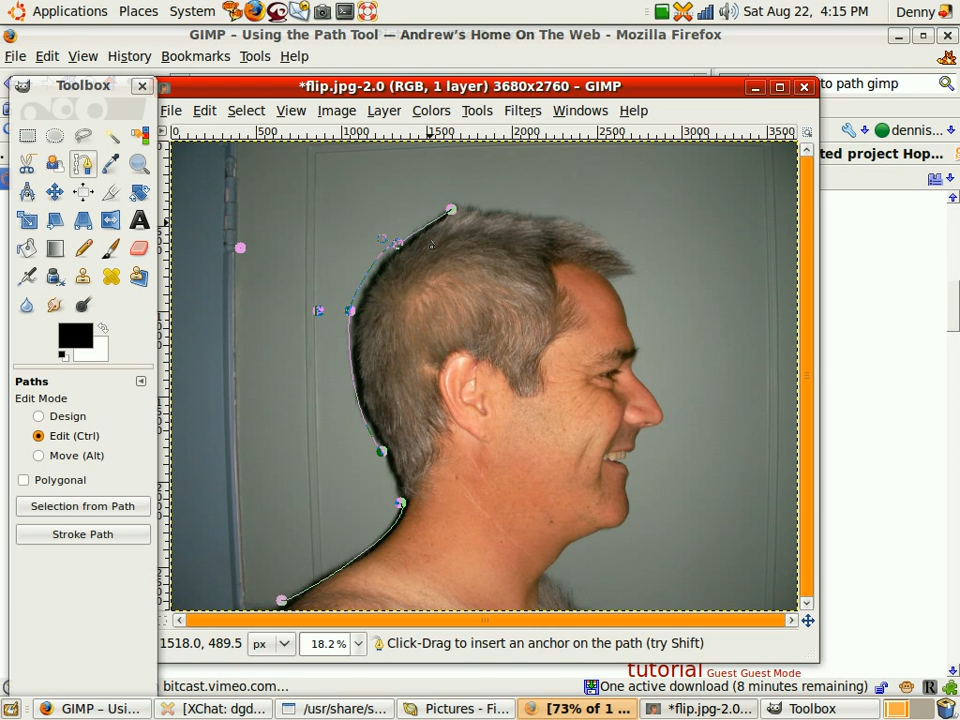 Applications Places System Sat Aug 22, 4:15 PM Denny
GIMP – Using the Path Tool — Andrew's Home On The Web – Mozilla Firefox
File Edit View History Bookmarks Tools Help
Toolbox
*flip.jpg-2.0 (RGB, 1 layer) 3680x2760 – GIMP
to path gimp
File Edit Select View Image Layer Colors Tools Filters Windows Help
0 500 1000 1500 2000 2500 3000 3500
dennis...
ted project Hop...
Paths
Edit Mode
Design
Edit (Ctrl)
Move (Alt)
Polygonal
Selection from Path
Stroke Path
1518.0, 489.5 px 18.2% Click-Drag to insert an anchor on the path (try Shift)
tutorial Guest Guest Mode
bitcast.vimeo.com... One active download (8 minutes remaining)
GIMP – Usi... [XChat: dgd... /usr/share/s... Pictures – Fi... [73% of 1 ... *flip.jpg-2.0... Toolbox